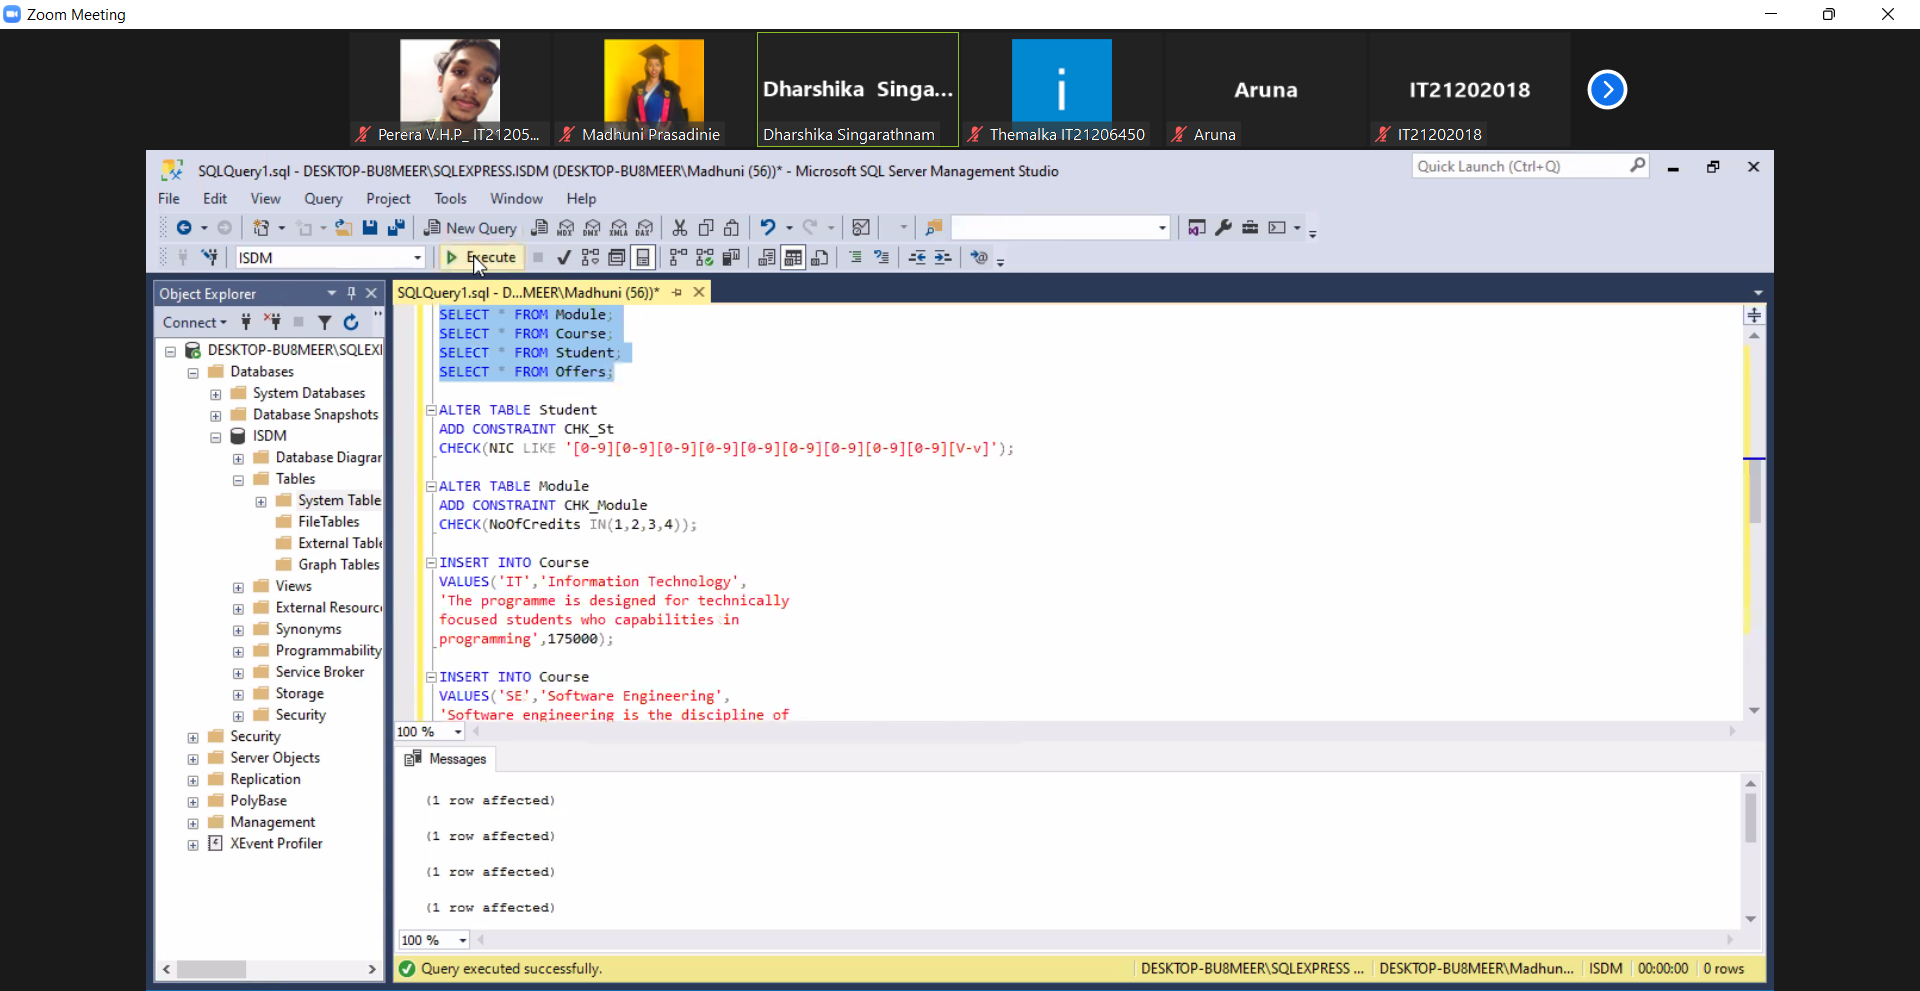 Zoom Meeting
Dharshika Singa...
i
Aruna
IT21202018
Perera V.H.P_ IT21205...
Madhuni Prasadinie
Dharshika Singarathnam
Themalka IT21206450
Aruna
IT21202018
SQLQuery1.sql - DESKTOP-BU8MEER\SQLEXPRESS.ISDM (DESKTOP-BU8MEER\Madhuni (56))* - Microsoft SQL Server Management Studio
Quick Launch (Ctrl+Q)
File Edit View Query Project Tools Window Help
New Query
MDX DMX XMLA DAX
ISDM
Execute
Object Explorer
Connect
DESKTOP-BU8MEER\SQLEXI
Databases
System Databases
Database Snapshots
ISDM
Database Diagrar
Tables
System Table
FileTables
External Table
Graph Tables
Views
External Resource
Synonyms
Programmability
Service Broker
Storage
Security
Security
Server Objects
Replication
PolyBase
Management
XEvent Profiler
SQLQuery1.sql - D...MEER\Madhuni (56))*
SELECT * FROM Module;
SELECT * FROM Course;
SELECT * FROM Student;
SELECT * FROM Offers;
ALTER TABLE Student
ADD CONSTRAINT CHK_St
CHECK(NIC LIKE '[0-9][0-9][0-9][0-9][0-9][0-9][0-9][0-9][0-9][V-v]');
ALTER TABLE Module
ADD CONSTRAINT CHK_Module
CHECK(NoOfCredits IN(1,2,3,4));
INSERT INTO Course
VALUES('IT','Information Technology',
'The programme is designed for technically
focused students who capabilities in
programming',175000);
INSERT INTO Course
VALUES('SE','Software Engineering',
'Software engineering is the discipline of
100 %
Messages
(1 row affected)
(1 row affected)
(1 row affected)
(1 row affected)
100 %
Query executed successfully.
DESKTOP-BU8MEER\SQLEXPRESS ... DESKTOP-BU8MEER\Madhun... ISDM 00:00:00 0 rows